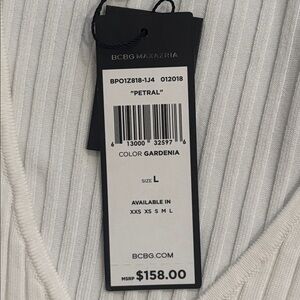 BCBG MAXAZRIA
BPO1Z818-1J4 012018
"PETRAL"
6 13000 32597 6
COLOR GARDENIA
SIZE L
AVAILABLE IN
XXS XS S M L
BCBG.COM
MSRP $158.00